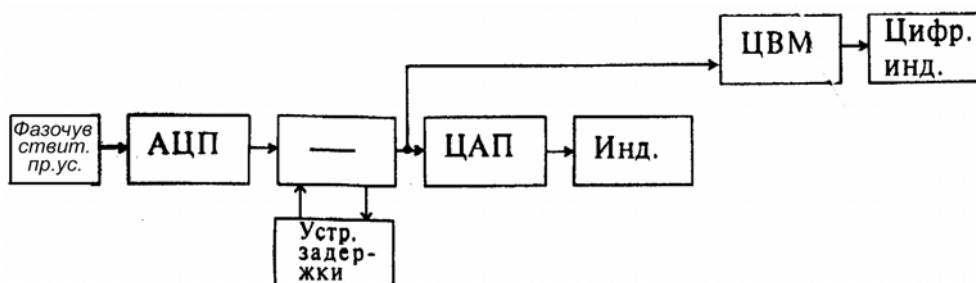 ЦВМ
Цифр.
инд.
Фазочув
ствит.
пр.ус.
АЦП
—
ЦАП
Инд.
Устр.
задер-
жки